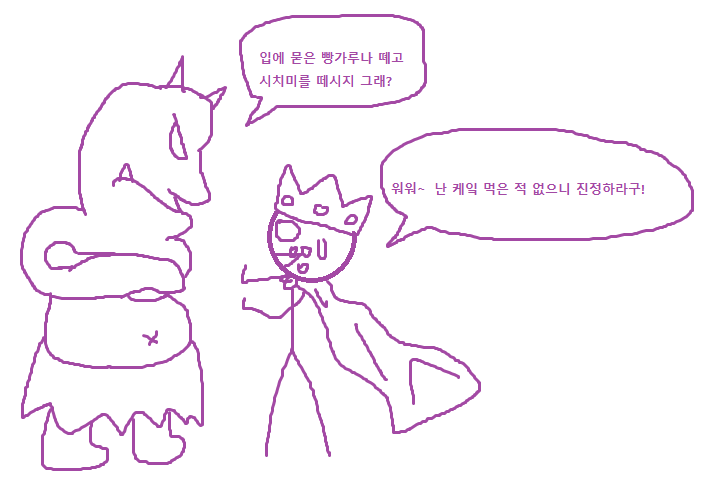 입에 묻은 빵가루나 떼고
시치미를 떼시지 그래?
워워~ 난 케잌 먹은 적 없으니 진정하라구!